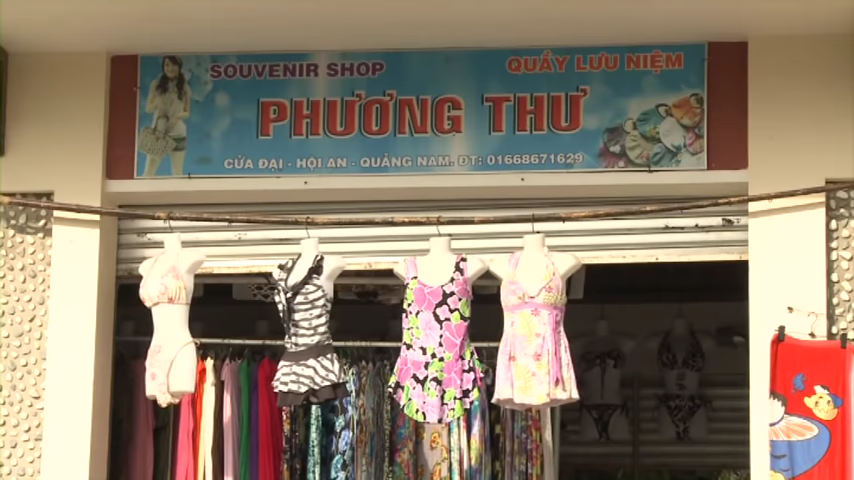 SOUVENIR SHOP QUẦY LƯU NIỆM
PHƯƠNG THƯ
CỬA ĐẠI - HỘI AN - QUẢNG NAM. ĐT: 01668671629